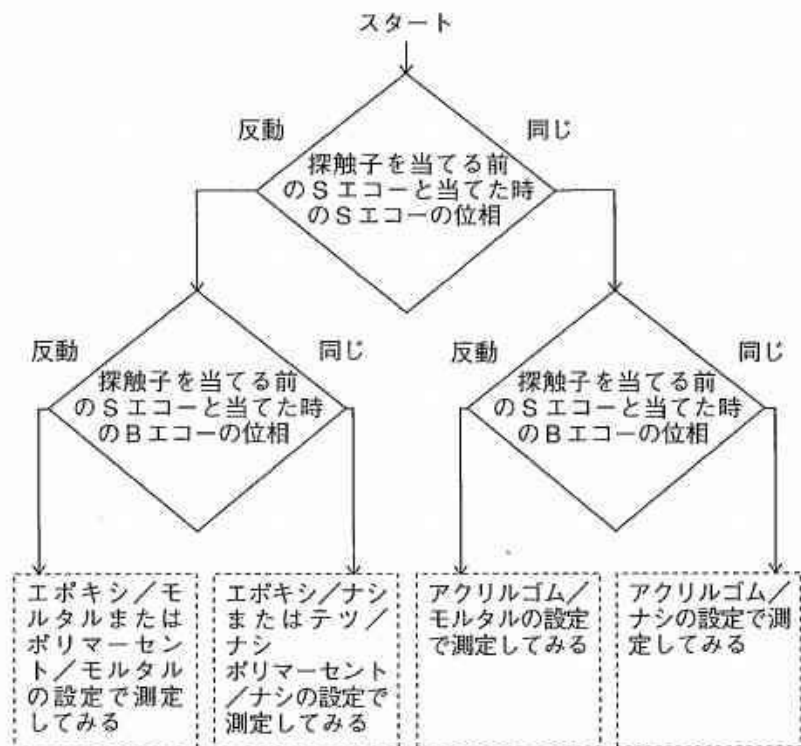 スタート
反動
同じ
探触子を当てる前
のSエコーと当てた時
のSエコーの位相
反動
同じ
探触子を当てる前
のSエコーと当てた時
のBエコーの位相
反動
同じ
探触子を当てる前
のSエコーと当てた時
のBエコーの位相
エポキシ/モ
ルタルまたは
ポリマーセン
ト/モルタル
の設定で測定
してみる
エポキシ/ナシ
またはテツ/
ナシ
ポリマーセント
/ナシの設定で
測定してみる
アクリルゴム/
モルタルの設定
で測定してみる
アクリルゴム/
ナシの設定で測
定してみる